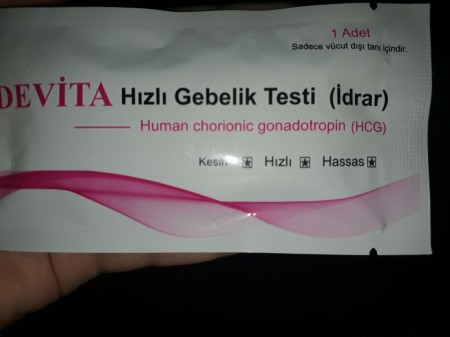 1 Adet
Sadece vücut dışı tanı içindir.
DEVİTA Hızlı Gebelik Testi (İdrar)
Human chorionic gonadotropin (HCG)
Kesin Hızlı Hassas